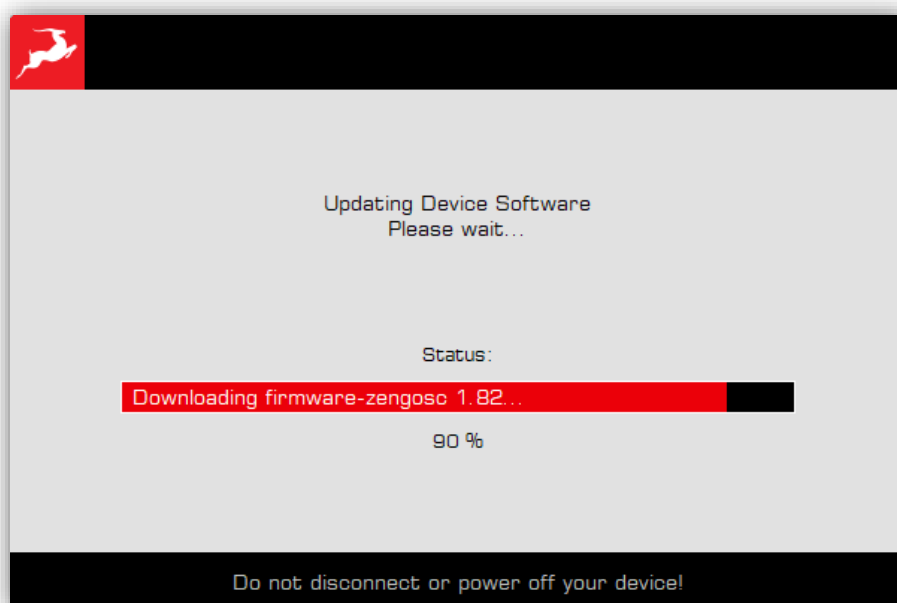 Updating Device Software
Please wait...
Status:
Downloading firmware-zengosc 1.82...
90 %
Do not disconnect or power off your device!